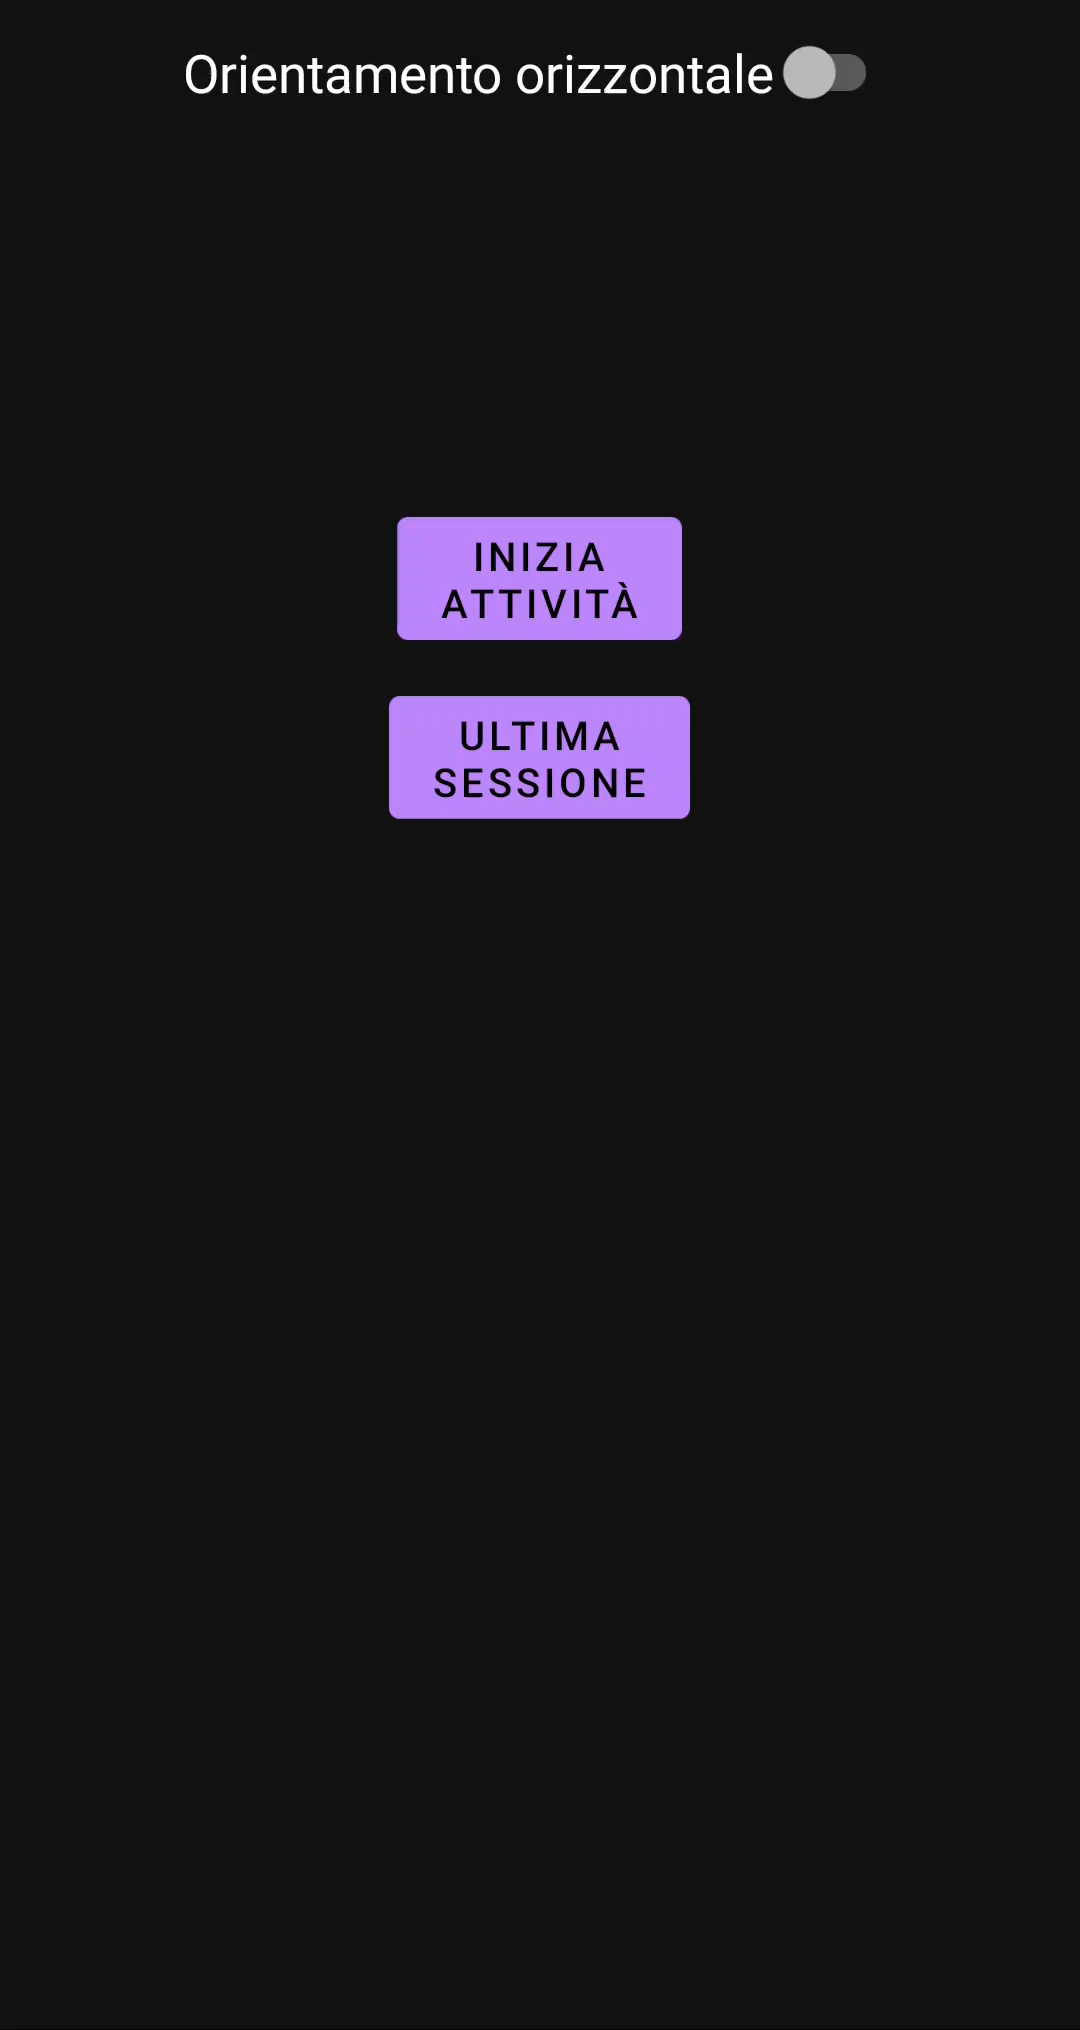 Orientamento orizzontale
INIZIA
ATTIVITÀ
ULTIMA
SESSIONE